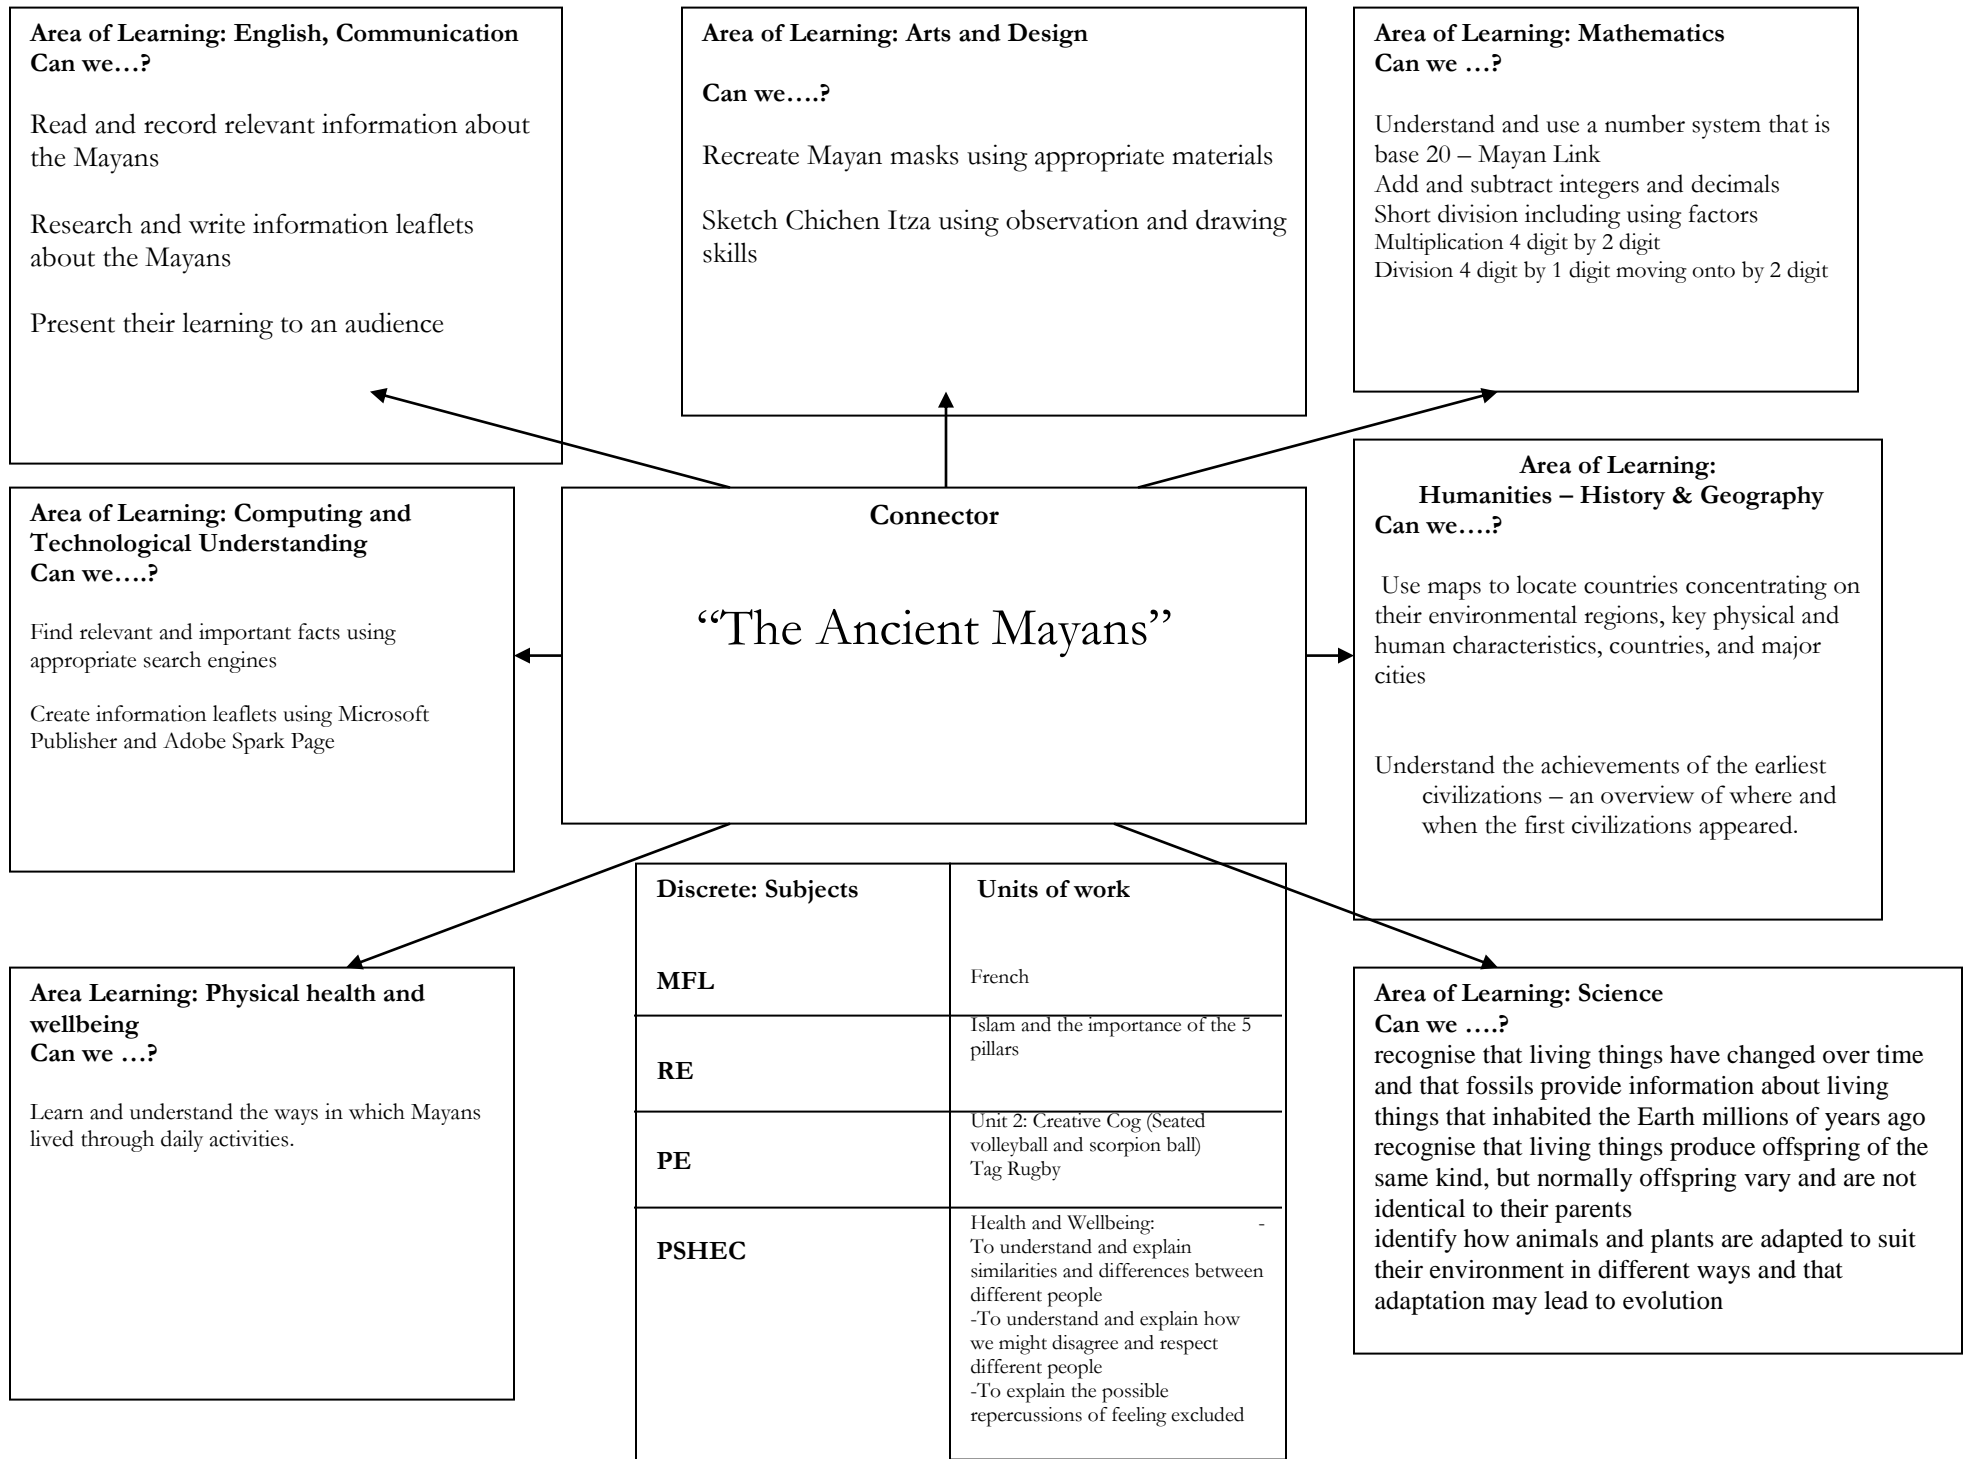 Area of Learning: English, Communication
Can we…?
Read and record relevant information about
the Mayans
Research and write information leaflets
about the Mayans
Present their learning to an audience
Area of Learning: Arts and Design
Can we….?
Recreate Mayan masks using appropriate materials
Sketch Chichen Itza using observation and drawing
skills
Area of Learning: Mathematics
Can we …?
Understand and use a number system that is
base 20 – Mayan Link
Add and subtract integers and decimals
Short division including using factors
Multiplication 4 digit by 2 digit
Division 4 digit by 1 digit moving onto by 2 digit
Area of Learning: Computing and
Technological Understanding
Can we….?
Find relevant and important facts using
appropriate search engines
Create information leaflets using Microsoft
Publisher and Adobe Spark Page
Connector
“The Ancient Mayans”
Area of Learning:
Humanities – History & Geography
Can we….?
Use maps to locate countries concentrating on
their environmental regions, key physical and
human characteristics, countries, and major
cities
Understand the achievements of the earliest
civilizations – an overview of where and
when the first civilizations appeared.
Area Learning: Physical health and
wellbeing
Can we …?
Learn and understand the ways in which Mayans
lived through daily activities.
Discrete: Subjects
Units of work
MFL
French
RE
Islam and the importance of the 5
pillars
PE
Unit 2: Creative Cog (Seated
volleyball and scorpion ball)
Tag Rugby
PSHEC
Health and Wellbeing: -
To understand and explain
similarities and differences between
different people
-To understand and explain how
we might disagree and respect
different people
-To explain the possible
repercussions of feeling excluded
Area of Learning: Science
Can we ….?
recognise that living things have changed over time
and that fossils provide information about living
things that inhabited the Earth millions of years ago
recognise that living things produce offspring of the
same kind, but normally offspring vary and are not
identical to their parents
identify how animals and plants are adapted to suit
their environment in different ways and that
adaptation may lead to evolution